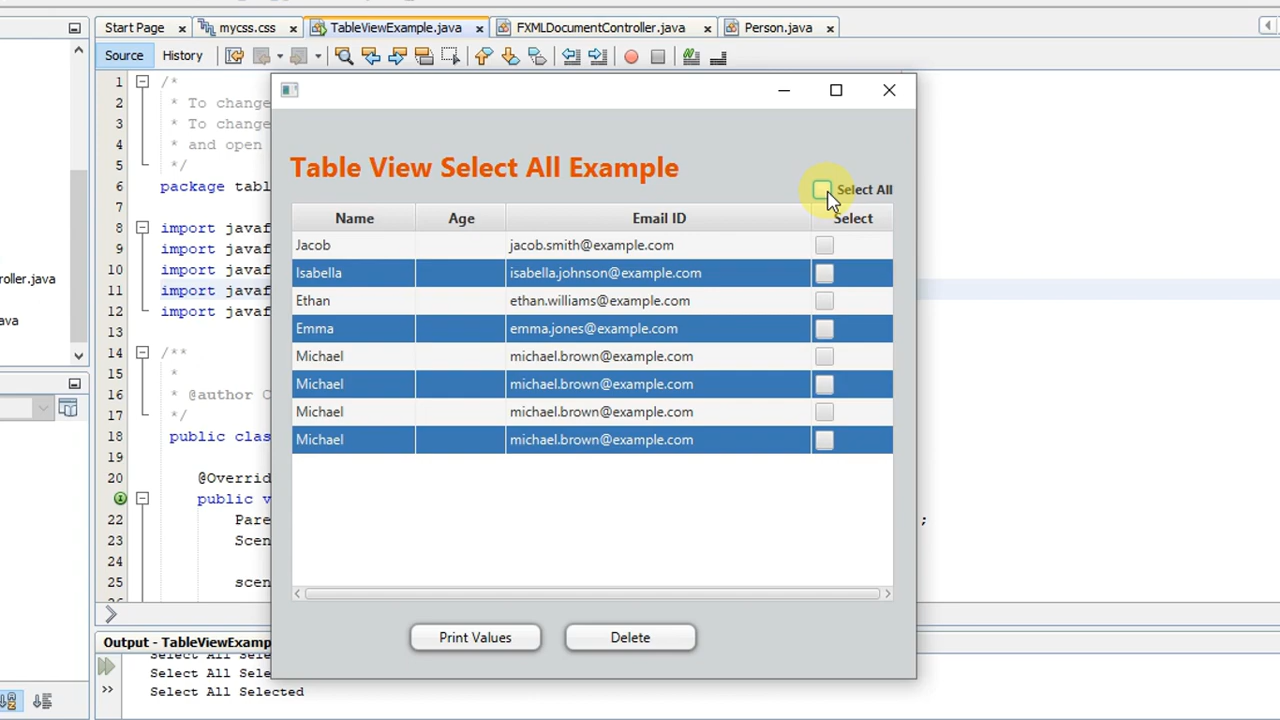 Start Page
mycss.css
TableViewExample.java
FXMLDocumentController.java
Person.java
Source
History
1 /*
2 * To change
3 * To change
4 * and open
5 */
6 package tabl
7
8 import javaf
9 import javaf
10 import javaf
11 import javaf
12 import javaf
13
14 /**
15 *
16 * @author
17 */
18 public clas
19
20 @Overrid
public v
22 Pare ;
23 Scen
24
25 scen
oller.java
ava
Table View Select All Example
Select All
Name Age Email ID Select
Jacob jacob.smith@example.com
Isabella isabella.johnson@example.com
Ethan ethan.williams@example.com
Emma emma.jones@example.com
Michael michael.brown@example.com
Michael michael.brown@example.com
Michael michael.brown@example.com
Michael michael.brown@example.com
Print Values
Delete
Output - TableViewExamp
Select All Sele
Select All Sele
Select All Selected